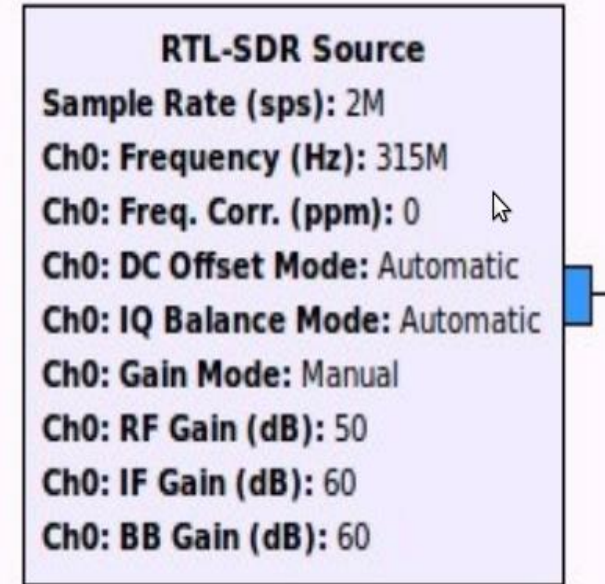 RTL-SDR Source
Sample Rate (sps): 2M
Ch0: Frequency (Hz): 315M
Ch0: Freq. Corr. (ppm): 0
Ch0: DC Offset Mode: Automatic
Ch0: IQ Balance Mode: Automatic
Ch0: Gain Mode: Manual
Ch0: RF Gain (dB): 50
Ch0: IF Gain (dB): 60
Ch0: BB Gain (dB): 60